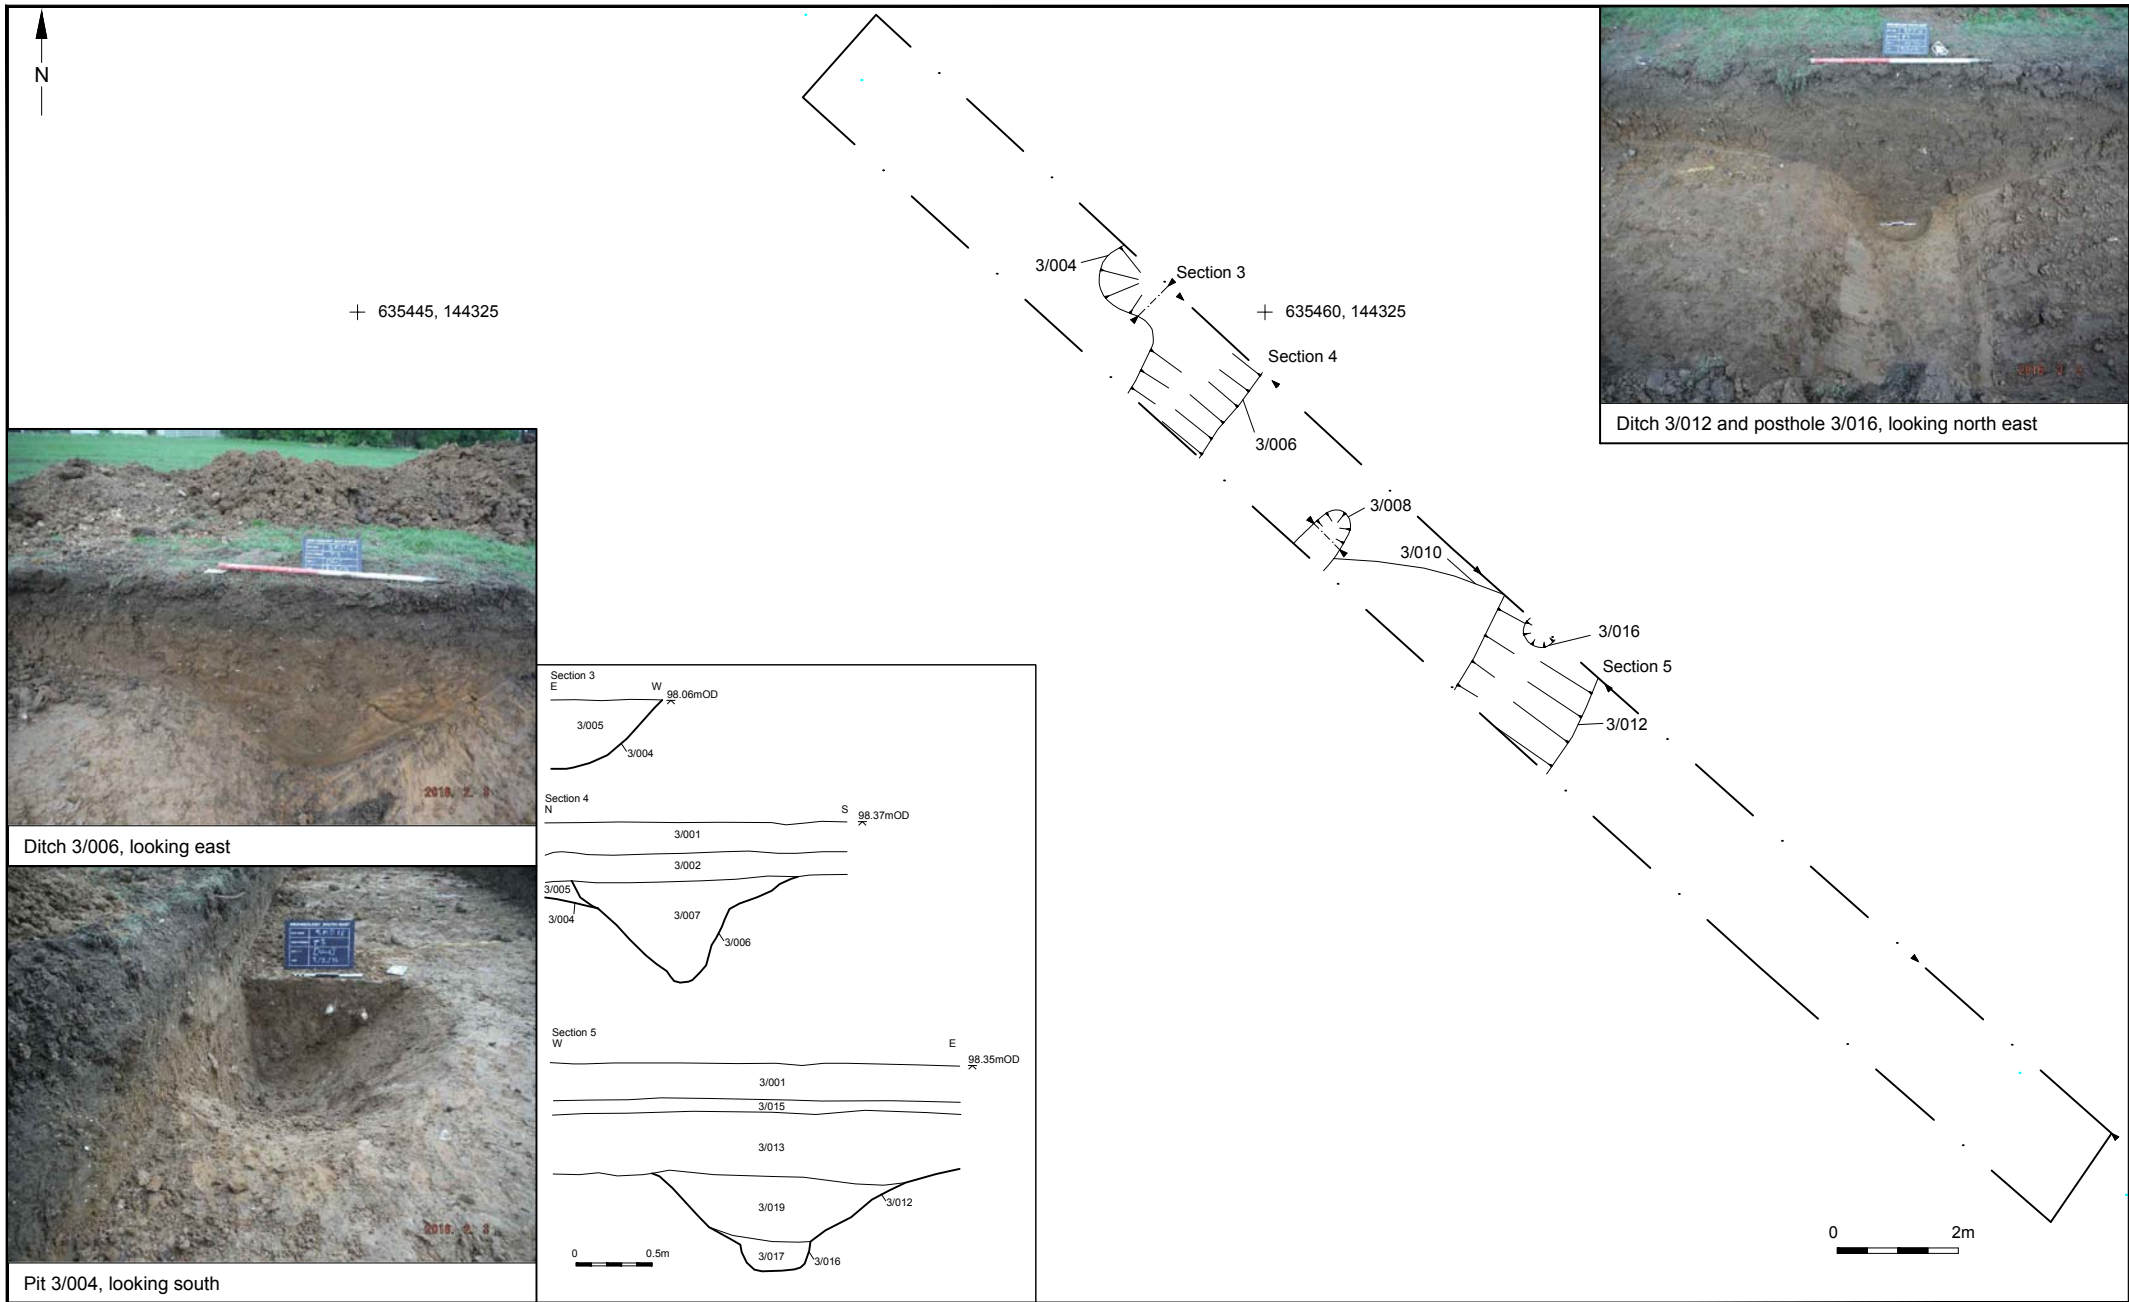 N
635445, 144325
3/004
Section 3
635460, 144325
Section 4
3/006
3/008
3/010
3/016
Section 5
3/012
0 2m
Ditch 3/012 and posthole 3/016, looking north east
Ditch 3/006, looking east
Pit 3/004, looking south
Section 3
E W
98.06mOD
3/005
3/004
Section 4
N S
98.37mOD
3/001
3/002
3/005
3/004
3/007
3/006
Section 5
W E
98.35mOD
3/001
3/015
3/013
3/019
3/012
3/017
3/016
0 0.5m